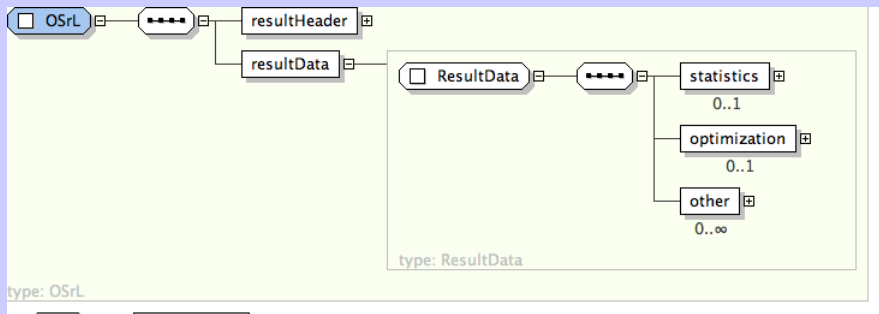 OSrL
resultHeader
resultData
ResultData
statistics
0..1
optimization
0..1
other
0..∞
type: ResultData
type: OSrL